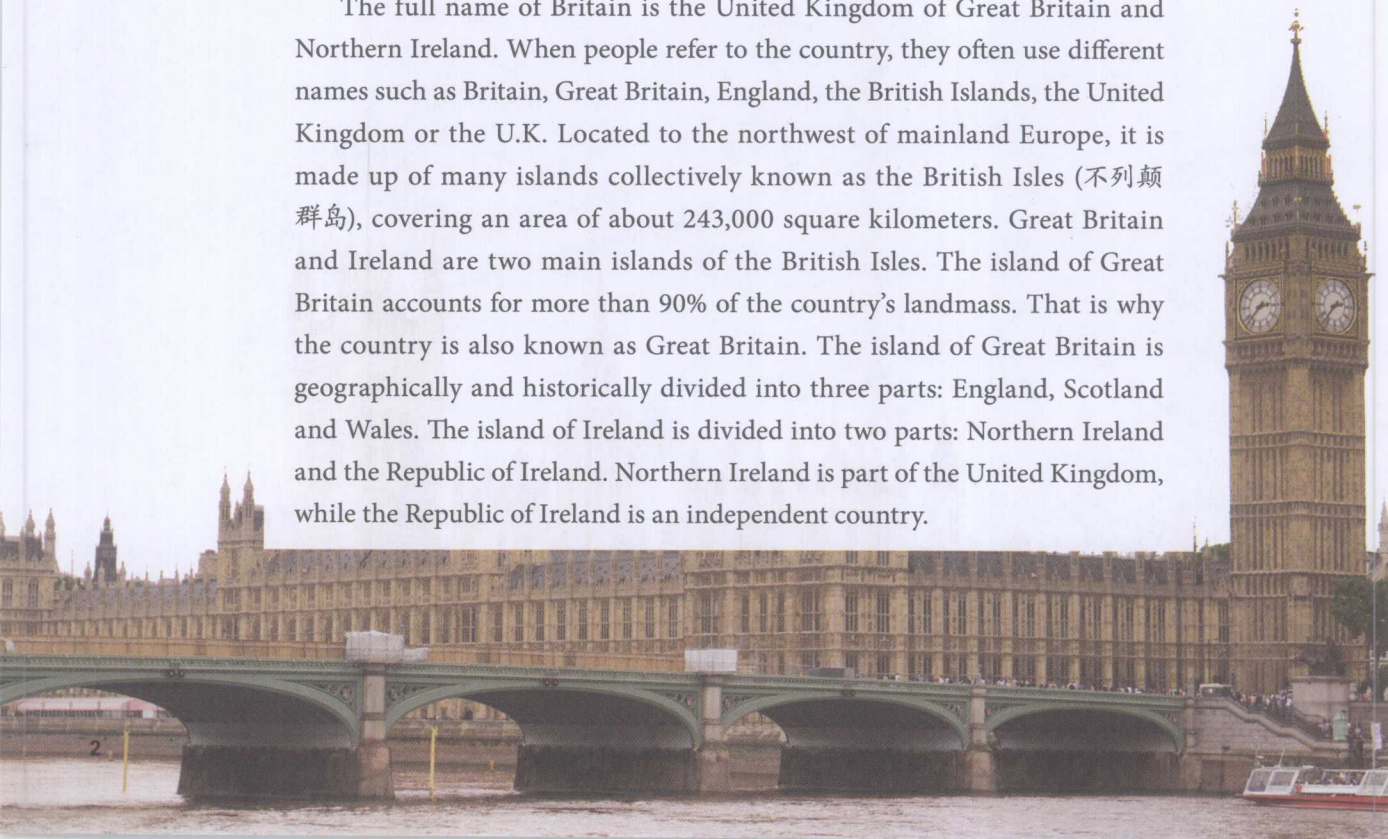 The full name of Britain is the United Kingdom of Great Britain and
Northern Ireland. When people refer to the country, they often use different
names such as Britain, Great Britain, England, the British Islands, the United
Kingdom or the U.K. Located to the northwest of mainland Europe, it is
made up of many islands collectively known as the British Isles (不列颠
群岛), covering an area of about 243,000 square kilometers. Great Britain
and Ireland are two main islands of the British Isles. The island of Great
Britain accounts for more than 90% of the country’s landmass. That is why
the country is also known as Great Britain. The island of Great Britain is
geographically and historically divided into three parts: England, Scotland
and Wales. The island of Ireland is divided into two parts: Northern Ireland
and the Republic of Ireland. Northern Ireland is part of the United Kingdom,
while the Republic of Ireland is an independent country.
2